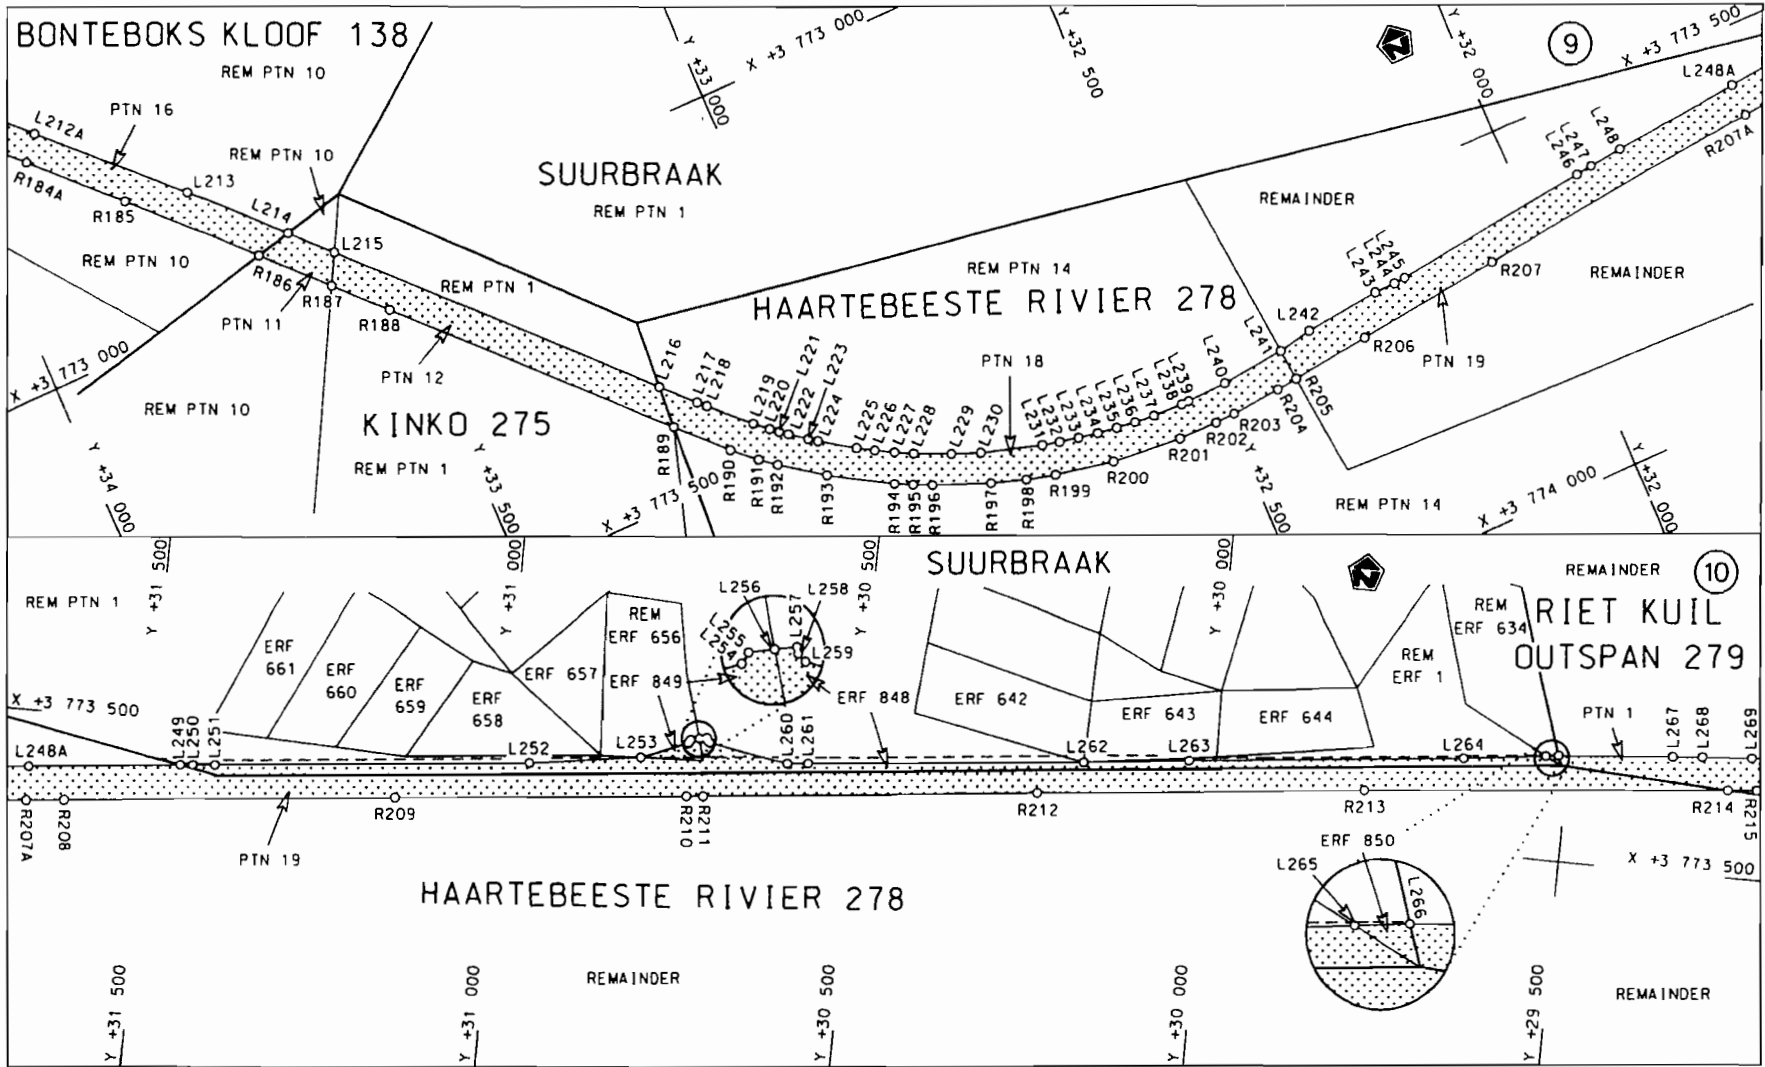 BONTEBOKS KLOOF 138
REM PTN 10
PTN 16
L212A
R184A
L213
R185
REM PTN 10
L214
REM PTN 10
R186
PTN 11
R187
L215
R188
REM PTN 1
PTN 12
X +3 773 000
REM PTN 10
KINKO 275
REM PTN 1
Y +34 000
Y +33 500
X +3 773 500
Y +33 000
X +3 773 000
SUURBRAAK
REM PTN 1
Y +32 500
Y +32 000
X +3 773 500
9
L248A
R207A
REM PTN 14
HAARTEBEESTE RIVIER 278
PTN 18
REMAINDER
L216
L217
L218
L219
L220
L221
L222
L223
L224
L225
L226
L227
L228
L229
L230
L231
L232
L233
L234
L235
L236
L237
L238
L239
L240
L241
L242
L243
L244
L245
L246
L247
L248
R189
R190
R191
R192
R193
R194
R195
R196
R197
R198
R199
R200
R201
R202
R203
R204
R205
R206
R207
PTN 19
REMAINDER
Y +32 500
REM PTN 14
X +3 774 000
Y +32 000
REM PTN 1
Y +31 500
Y +31 000
Y +30 500
Y +30 000
SUURBRAAK
REMAINDER
10
RIET KUIL
OUTSPAN 279
X +3 773 500
ERF
661
ERF
660
ERF
659
ERF
658
ERF 657
REM
ERF 656
ERF 849
L254
L255
L256
L257
L258
L259
ERF 848
ERF 642
ERF 643
ERF 644
REM
ERF 1
REM
ERF 634
PTN 1
L248A
L249
L250
L251
L252
L253
L260
L261
L262
L263
L264
L267
L268
L269
R207A
R208
PTN 19
R209
R210
R211
R212
R213
R214
R215
HAARTEBEESTE RIVIER 278
REMAINDER
ERF 850
L265
L266
X +3 773 500
REMAINDER
Y +31 500
Y +31 000
Y +30 500
Y +30 000
Y +29 500